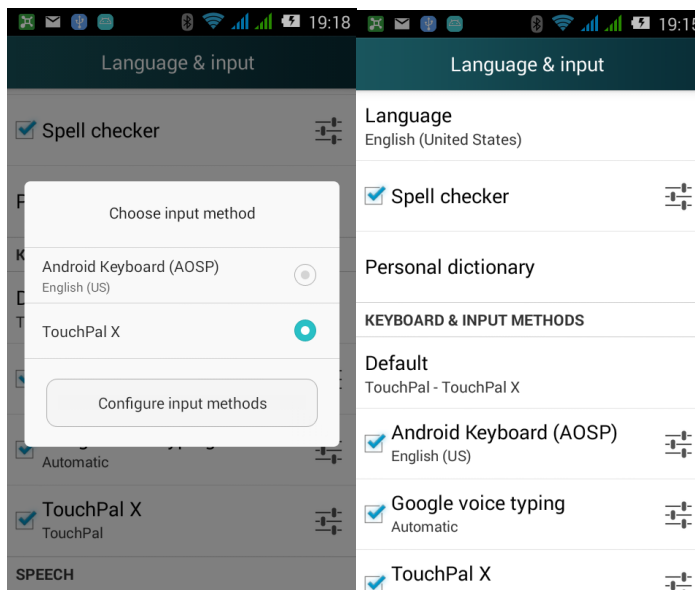 19:18
Language & input
Spell checker
Choose input method
Android Keyboard (AOSP)
English (US)
TouchPal X
Configure input methods
Automatic
TouchPal X
TouchPal
SPEECH
19:15
Language & input
Language
English (United States)
Spell checker
Personal dictionary
KEYBOARD & INPUT METHODS
Default
TouchPal - TouchPal X
Android Keyboard (AOSP)
English (US)
Google voice typing
Automatic
TouchPal X